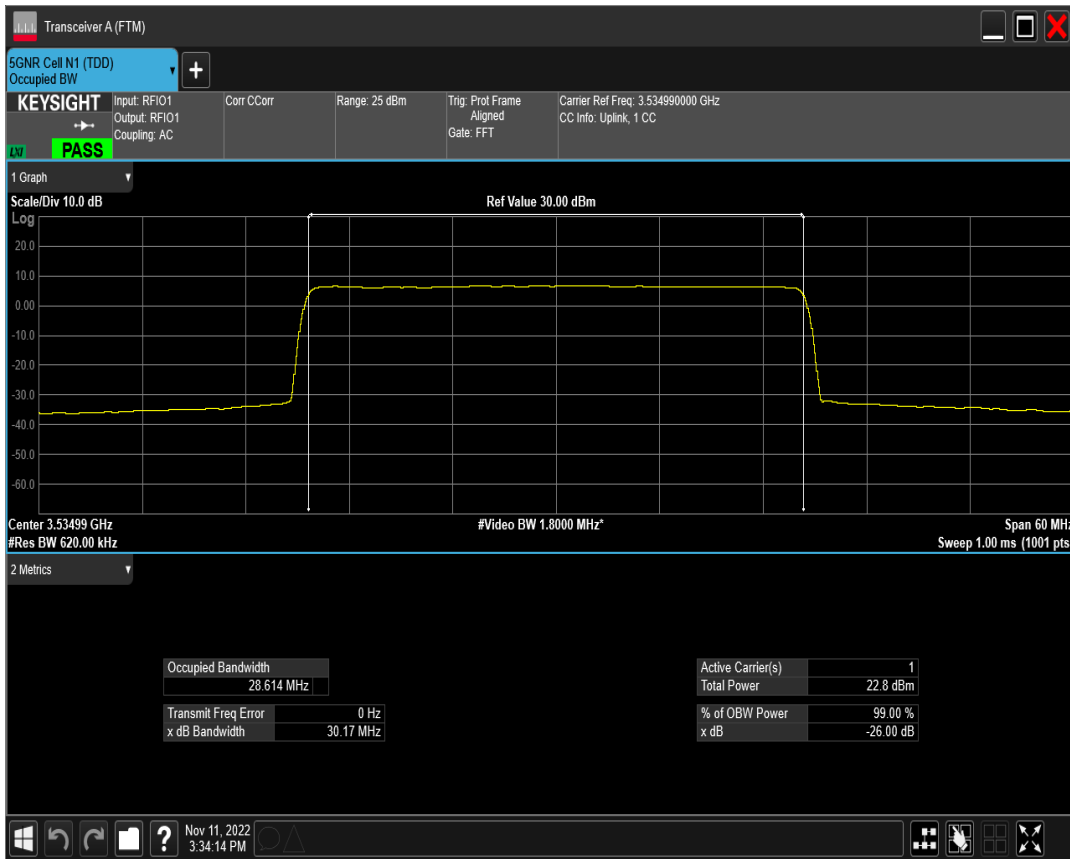 Transceiver A (FTM)
5GNR Cell N1 (TDD)
Occupied BW
+
KEYSIGHT
LXI
PASS
Input: RFIO1
Output: RFIO1
Coupling: AC
Corr CCorr
Range: 25 dBm
Trig: Prot Frame
Aligned
Gate: FFT
Carrier Ref Freq: 3.534990000 GHz
CC Info: Uplink, 1 CC
1 Graph
Scale/Div 10.0 dB
Ref Value 30.00 dBm
Log
20.0
10.0
0.00
-10.0
-20.0
-30.0
-40.0
-50.0
-60.0
Center 3.53499 GHz
#Video BW 1.8000 MHz*
Span 60 MHz
#Res BW 620.00 kHz
Sweep 1.00 ms (1001 pts
2 Metrics
Occupied Bandwidth
28.614 MHz
Transmit Freq Error 0 Hz
x dB Bandwidth 30.17 MHz
Active Carrier(s) 1
Total Power 22.8 dBm
% of OBW Power 99.00 %
x dB -26.00 dB
?
Nov 11, 2022
3:34:14 PM